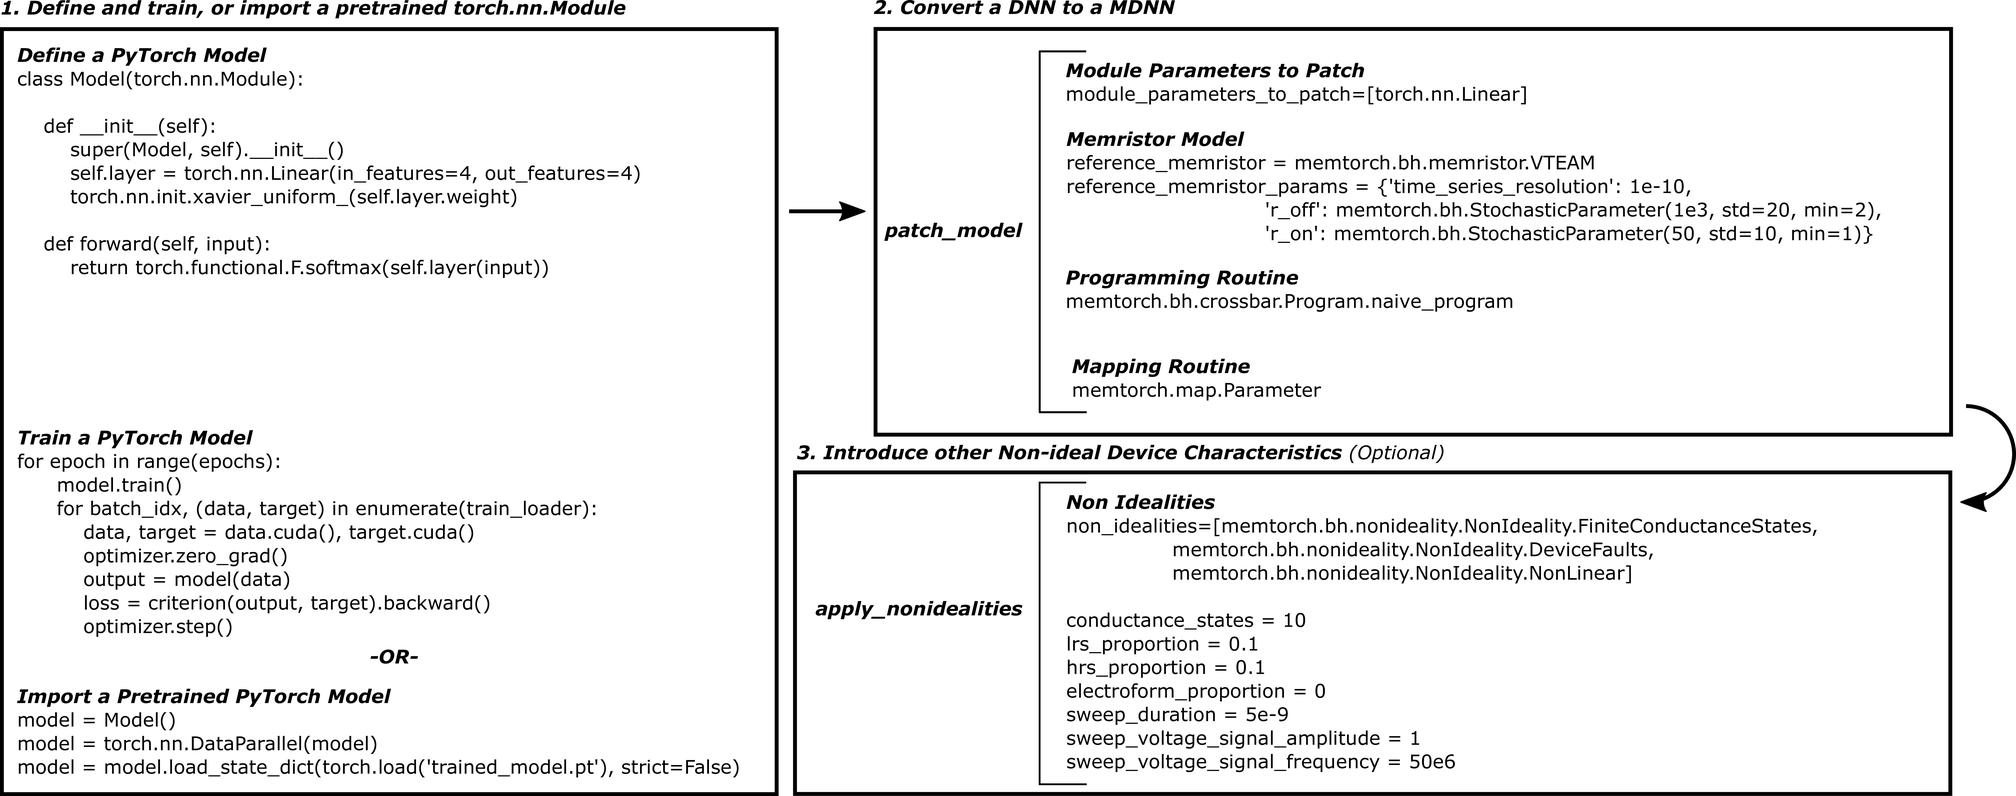 1. Define and train, or import a pretrained torch.nn.Module
Define a PyTorch Model
class Model(torch.nn.Module):
def __init__(self):
super(Model, self).__init__()
self.layer = torch.nn.Linear(in_features=4, out_features=4)
torch.nn.init.xavier_uniform_(self.layer.weight)
def forward(self, input):
return torch.functional.F.softmax(self.layer(input))
Train a PyTorch Model
for epoch in range(epochs):
model.train()
for batch_idx, (data, target) in enumerate(train_loader):
data, target = data.cuda(), target.cuda()
optimizer.zero_grad()
output = model(data)
loss = criterion(output, target).backward()
optimizer.step()
-OR-
Import a Pretrained PyTorch Model
model = Model()
model = torch.nn.DataParallel(model)
model = model.load_state_dict(torch.load('trained_model.pt'), strict=False)
2. Convert a DNN to a MDNN
patch_model
Module Parameters to Patch
module_parameters_to_patch=[torch.nn.Linear]
Memristor Model
reference_memristor = memtorch.bh.memristor.VTEAM
reference_memristor_params = {'time_series_resolution': 1e-10,
'r_off': memtorch.bh.StochasticParameter(1e3, std=20, min=2),
'r_on': memtorch.bh.StochasticParameter(50, std=10, min=1)}
Programming Routine
memtorch.bh.crossbar.Program.naive_program
Mapping Routine
memtorch.map.Parameter
3. Introduce other Non-ideal Device Characteristics (Optional)
apply_nonidealities
Non Idealities
non_idealities=[memtorch.bh.nonideality.NonIdeality.FiniteConductanceStates,
memtorch.bh.nonideality.NonIdeality.DeviceFaults,
memtorch.bh.nonideality.NonIdeality.NonLinear]
conductance_states = 10
lrs_proportion = 0.1
hrs_proportion = 0.1
electroform_proportion = 0
sweep_duration = 5e-9
sweep_voltage_signal_amplitude = 1
sweep_voltage_signal_frequency = 50e6